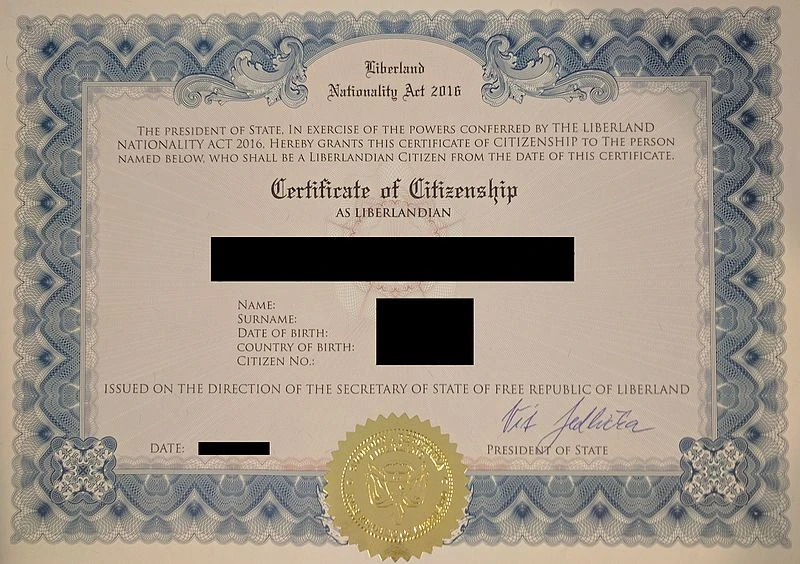 Liberland
Nationality Act 2016
The president of State, In exercise of the powers conferred by THE LIBERLAND
NATIONALITY ACT 2016, Hereby grants this certificate of CITIZENSHIP to The person
named below, who shall be a Liberlandian Citizen from the date of this certificate.
Certificate of Citizenship
AS LIBERLANDIAN
Name:
Surname:
Date of birth:
country of birth:
Citizen No.:
ISSUED ON THE DIRECTION OF THE SECRETARY OF STATE OF FREE REPUBLIC OF LIBERLAND
Vít Jedlička
DATE:
President of State